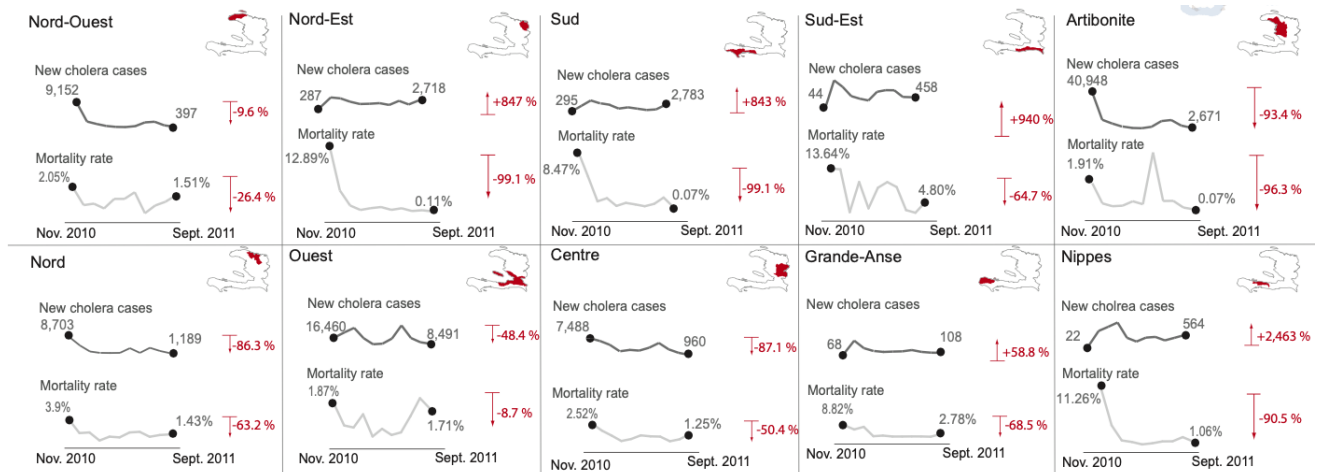 Nord-Ouest
New cholera cases
9,152
397
-9.6 %
Mortality rate
2.05%
1.51%
-26.4 %
Nov. 2010 Sept. 2011
Nord-Est
New cholera cases
287
2,718
+847 %
Mortality rate
12.89%
0.11%
-99.1 %
Nov. 2010 Sept. 2011
Sud
New cholera cases
295
2,783
+843 %
Mortality rate
8.47%
0.07%
-99.1 %
Nov. 2010 Sept. 2011
Sud-Est
New cholera cases
44
458
+940 %
Mortality rate
13.64%
4.80%
-64.7 %
Nov. 2010 Sept. 2011
Artibonite
New cholera cases
40,948
2,671
-93.4 %
Mortality rate
1.91%
0.07%
-96.3 %
Nov. 2010 Sept. 2011
Nord
New cholera cases
8,703
1,189
-86.3 %
Mortality rate
3.9%
1.43%
-63.2 %
Nov. 2010 Sept. 2011
Ouest
New cholera cases
16,460
8,491
-48.4 %
Mortality rate
1.87%
1.71%
-8.7 %
Nov. 2010 Sept. 2011
Centre
New cholera cases
7,488
960
-87.1 %
Mortality rate
2.52%
1.25%
-50.4 %
Nov. 2010 Sept. 2011
Grande-Anse
New cholera cases
68
108
+58.8 %
Mortality rate
8.82%
2.78%
-68.5 %
Nov. 2010 Sept. 2011
Nippes
New cholrea cases
22
564
+2,463 %
Mortality rate
11.26%
1.06%
-90.5 %
Nov. 2010 Sept. 2011